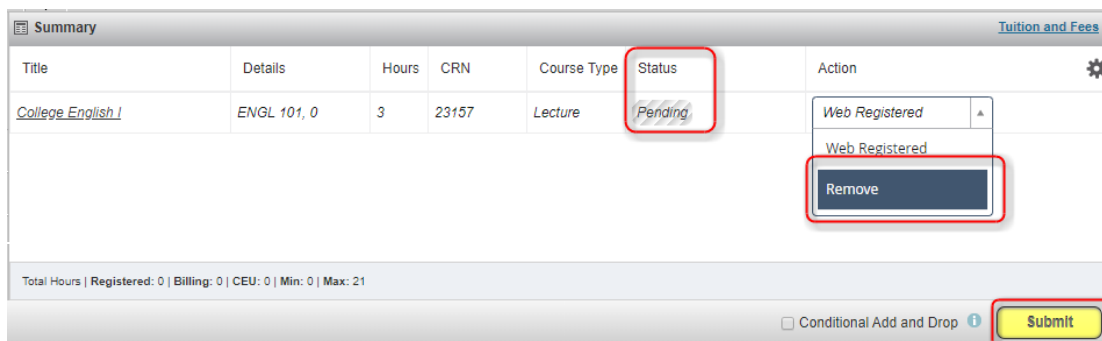 Summary
Tuition and Fees
Title Details Hours CRN Course Type Status Action
College English I ENGL 101, 0 3 23157 Lecture Pending Web Registered
Web Registered
Remove
Total Hours | Registered: 0 | Billing: 0 | CEU: 0 | Min: 0 | Max: 21
Conditional Add and Drop Submit